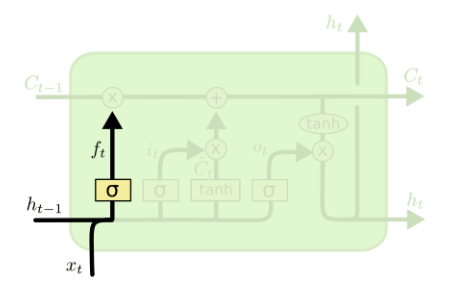 h_t
C_{t-1} × + C_t
tanh
f_t i_t C̃_t o_t ×
×
σ σ tanh σ
h_{t-1} h_t
x_t